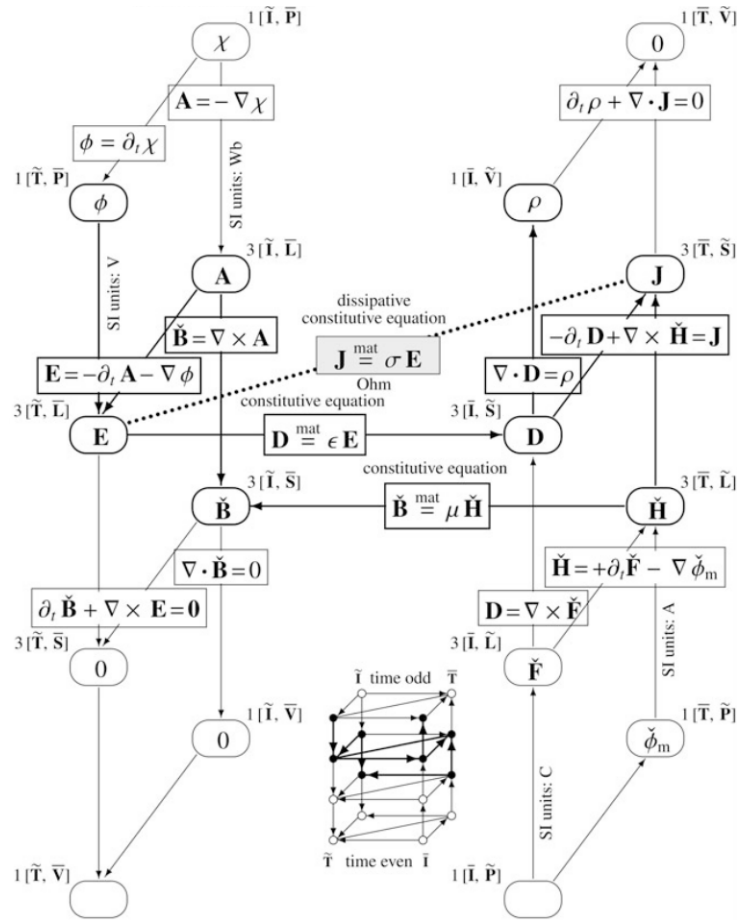 1 [Ĩ, P̅]
χ
A = − ∇ χ
ϕ = ∂ₜ χ
SI units: Wb
1 [T̃, P̅]
ϕ
SI units: V
3 [Ĩ, L̅]
A
B̌ = ∇ × A
E = −∂ₜ A − ∇ ϕ
3 [T̃, L̅]
E
3 [Ĩ, S̅]
B̌
∇ · B̌ = 0
∂ₜ B̌ + ∇ × E = 0
3 [T̃, S̅]
0
1 [Ĩ, V̅]
0
1 [T̃, V̅]
dissipative
constitutive equation
J mat= σ E
Ohm
constitutive equation
D mat= ϵ E
constitutive equation
B̌ mat= μ Ȟ
1 [T̅, Ṽ]
0
∂ₜ ρ + ∇ · J = 0
1 [I̅, Ṽ]
ρ
3 [T̅, S̃]
J
−∂ₜ D + ∇ × Ȟ = J
∇ · D = ρ
3 [I̅, S̃]
D
3 [T̅, L̃]
Ȟ
Ȟ = +∂ₜ F̌ − ∇ ϕ̌ₘ
D = ∇ × F̌
3 [I̅, L̃]
F̌
SI units: A
1 [T̅, P̃]
ϕ̌ₘ
SI units: C
1 [I̅, P̃]
Ĩ time odd T̅
T̃ time even I̅